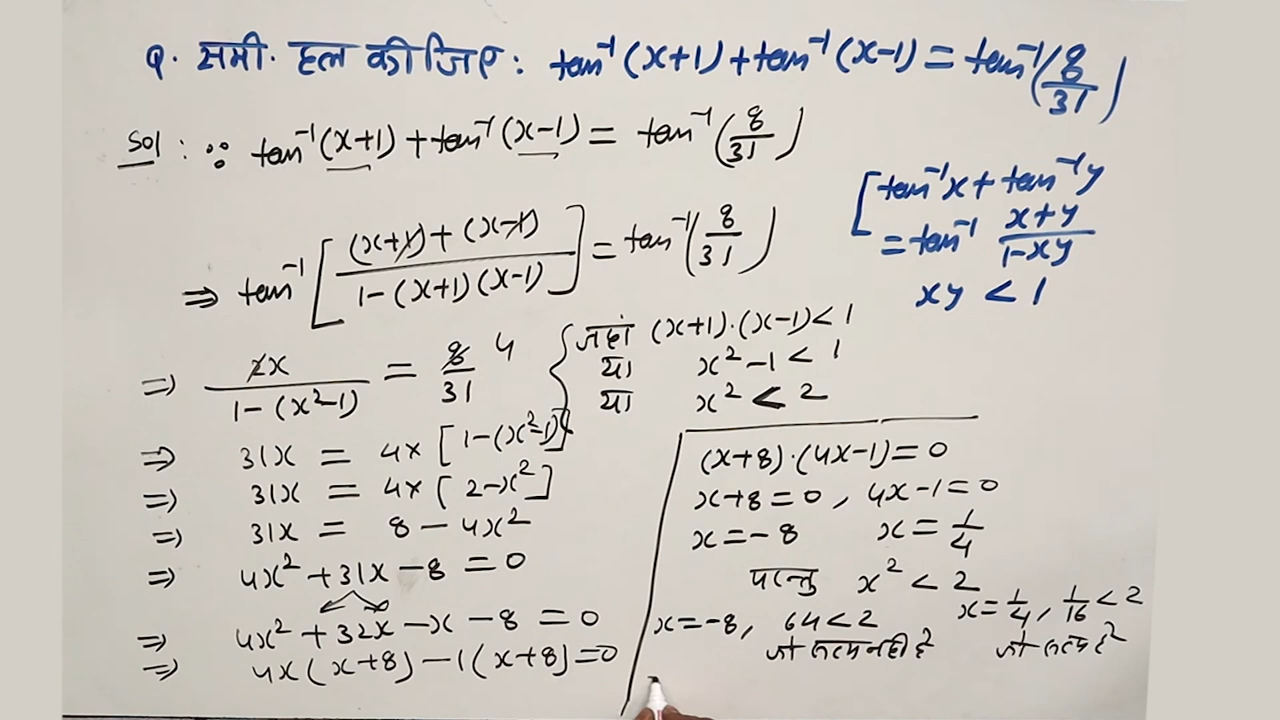 Q. समी. हल कीजिए: tan⁻¹(x+1)+tan⁻¹(x-1)=tan⁻¹(8/31)
Sol: ∵ tan⁻¹(x+1)+tan⁻¹(x-1)=tan⁻¹(8/31)
[tan⁻¹x+tan⁻¹y
=tan⁻¹ (x+y)/(1-xy)
xy < 1
⇒ tan⁻¹[((x+1)+(x-1))/(1-(x+1)(x-1))]=tan⁻¹(8/31)
{जहां (x+1).(x-1)<1
या x²-1<1
या x²<2
⇒ 2x/(1-(x²-1)) = 8/31 4
⇒ 31x = 4×[1-(x²-1)]
⇒ 31x = 4×[2-x²]
⇒ 31x = 8-4x²
⇒ 4x²+31x-8=0
⇒ 4x²+32x-x-8=0
⇒ 4x(x+8)-1(x+8)=0
(x+8).(4x-1)=0
x+8=0, 4x-1=0
x=-8 x=1/4
परन्तु x²<2
x=-8, 64<2 x=1/4, 1/16<2
जो सत्य नही है जो सत्य है